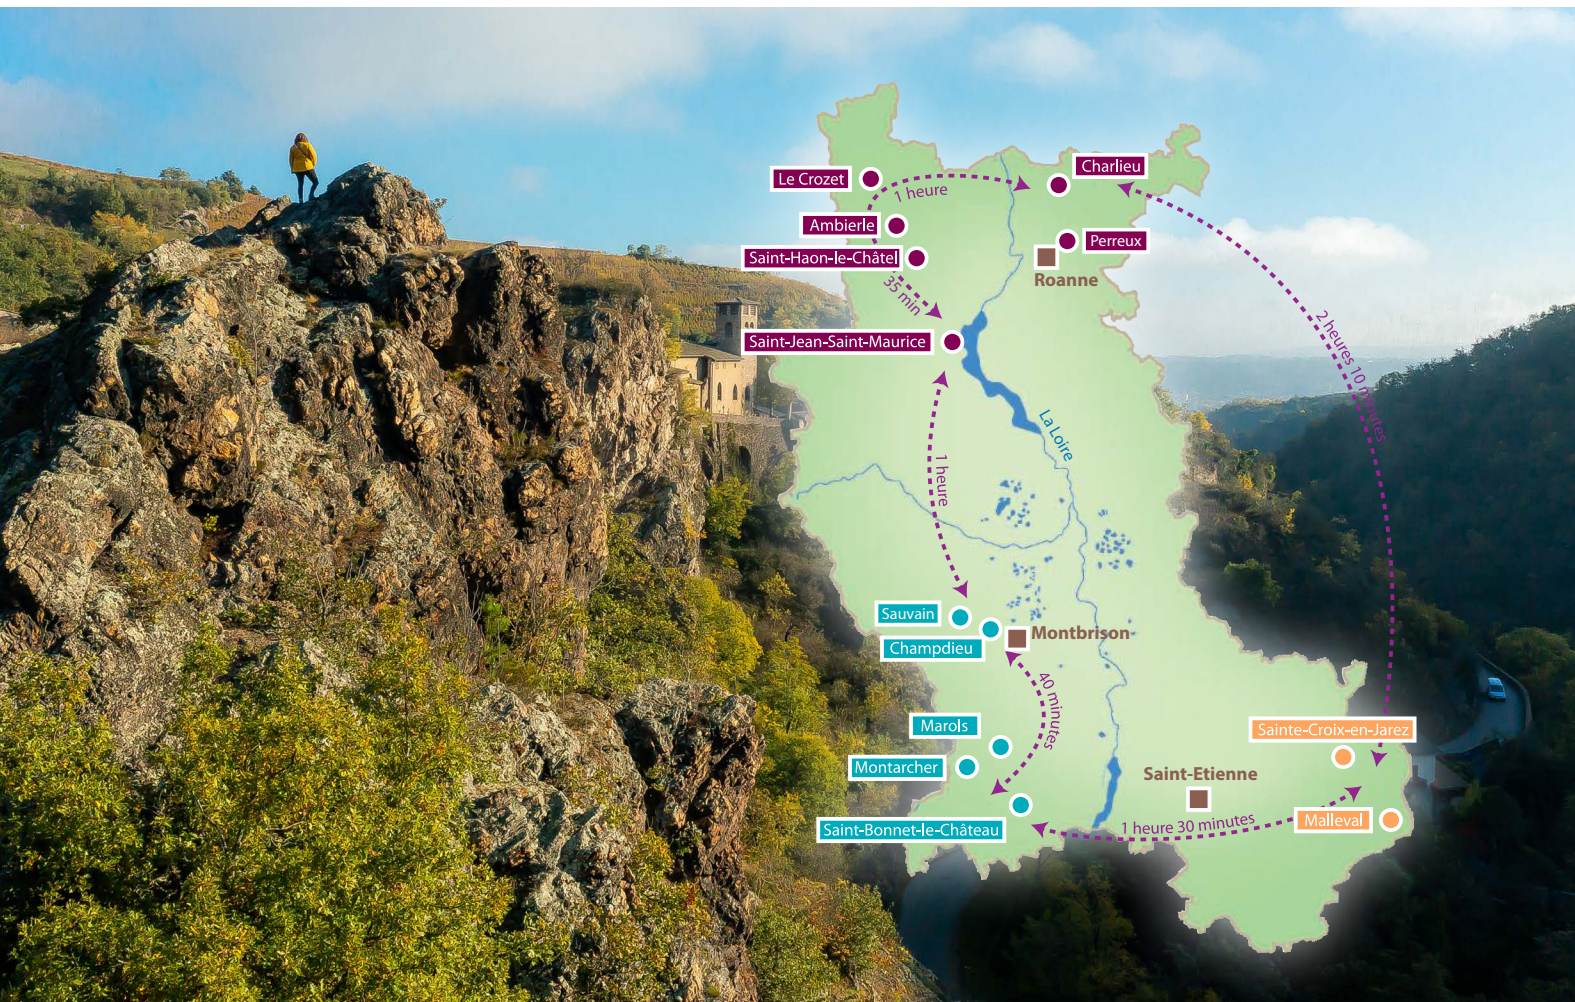 Le Crozet
1 heure
Charlieu
Ambierle
Perreux
Saint-Haon-le-Châtel
Roanne
35 min
Saint-Jean-Saint-Maurice
2 heures 10 minutes
La Loire
1 heure
Sauvain
Champdieu
Montbrison
40 minutes
Marols
Montarcher
Sainte-Croix-en-Jarez
Saint-Etienne
Saint-Bonnet-le-Château
1 heure 30 minutes
Malleval